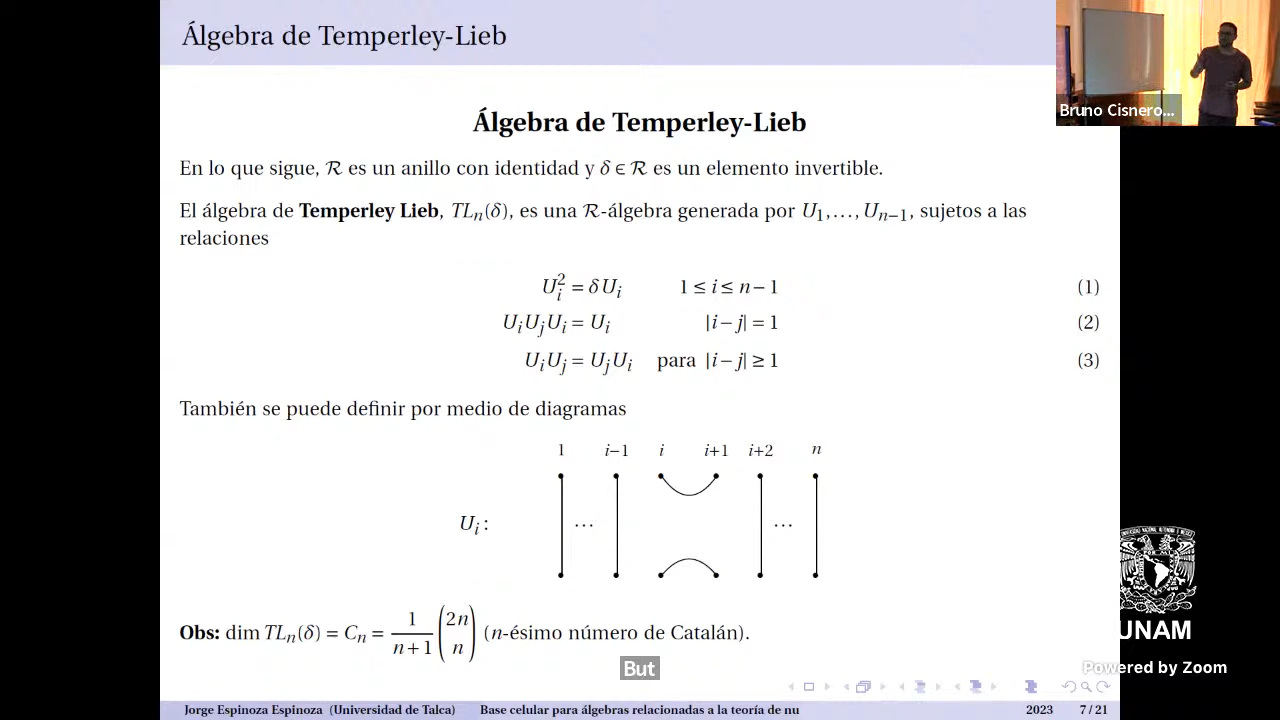 Álgebra de Temperley-Lieb
Bruno Cisnero...
Álgebra de Temperley-Lieb
En lo que sigue, ℛ es un anillo con identidad y δ ∈ ℛ es un elemento invertible.
El álgebra de Temperley Lieb, TLₙ(δ), es una ℛ-álgebra generada por U₁,…,Uₙ₋₁, sujetos a las
relaciones
Uᵢ² = δUᵢ 1 ≤ i ≤ n − 1 (1)
UᵢUⱼUᵢ = Uᵢ |i − j| = 1 (2)
UᵢUⱼ = UⱼUᵢ para |i − j| ≥ 1 (3)
También se puede definir por medio de diagramas
1 i−1 i i+1 i+2 n
Uᵢ : … …
Obs: dim TLₙ(δ) = Cₙ = 1/(n+1) (2n n) (n-ésimo número de Catalán).
UNAM
But
Powered by Zoom
Jorge Espinoza Espinoza (Universidad de Talca) Base celular para álgebras relacionadas a la teoría de nu 2023 7 / 21